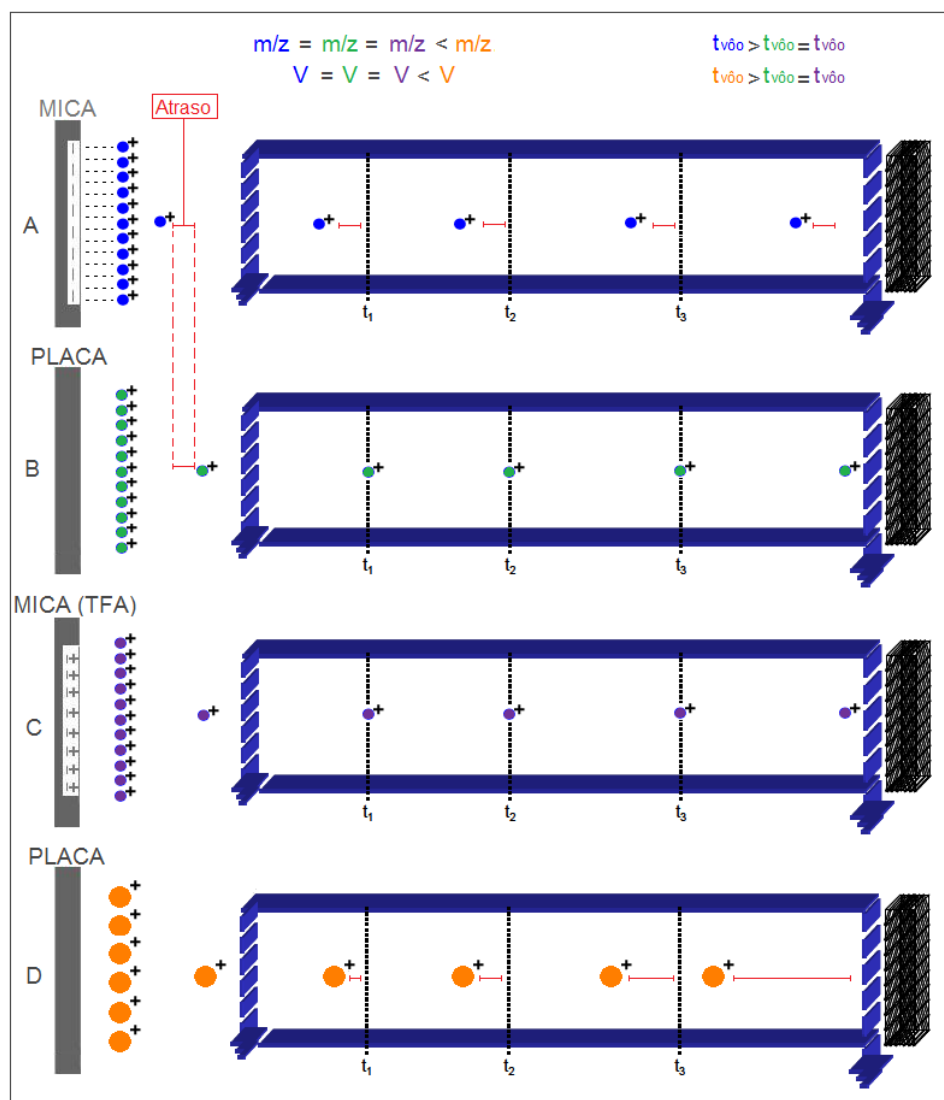 m/z = m/z = m/z < m/z
V = V = V < V
tvôo > tvôo = tvôo
tvôo > tvôo = tvôo
MICA
Atraso
A
t1 t2 t3
PLACA
B
t1 t2 t3
MICA (TFA)
C
t1 t2 t3
PLACA
D
t1 t2 t3